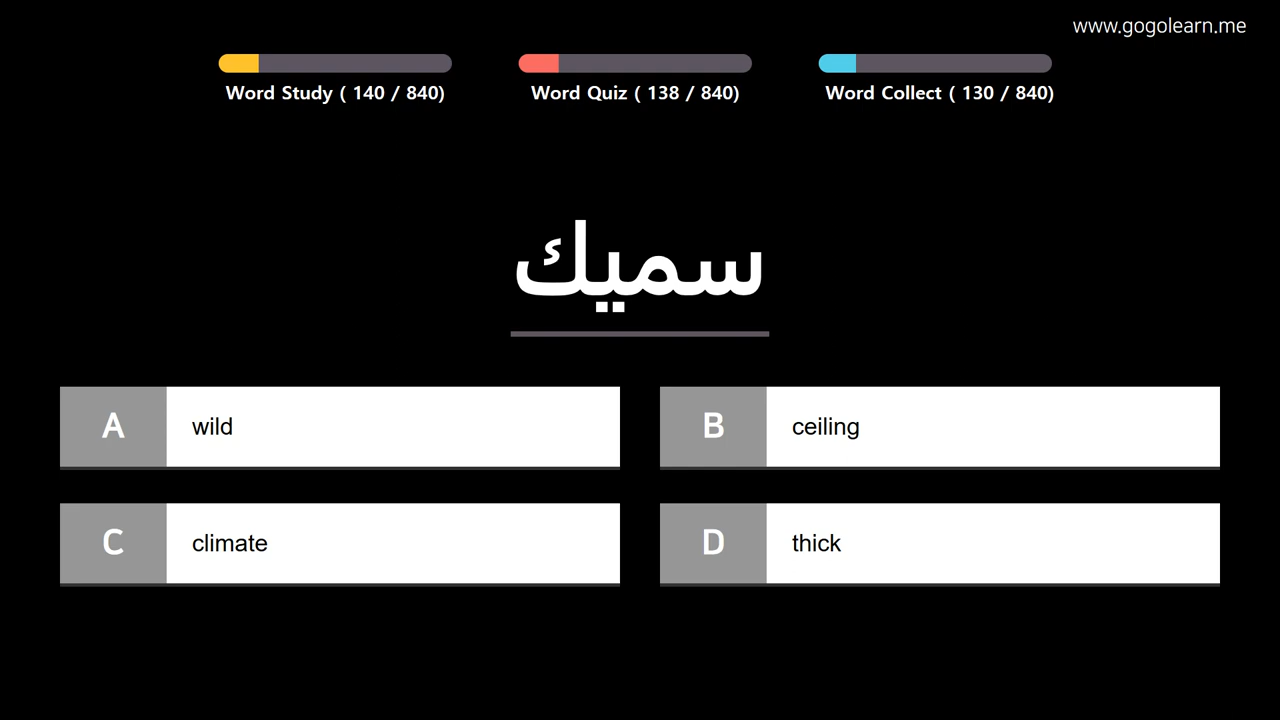 www.gogolearn.me
Word Study ( 140 / 840)
Word Quiz ( 138 / 840)
Word Collect ( 130 / 840)
سميك
A wild
B ceiling
C climate
D thick